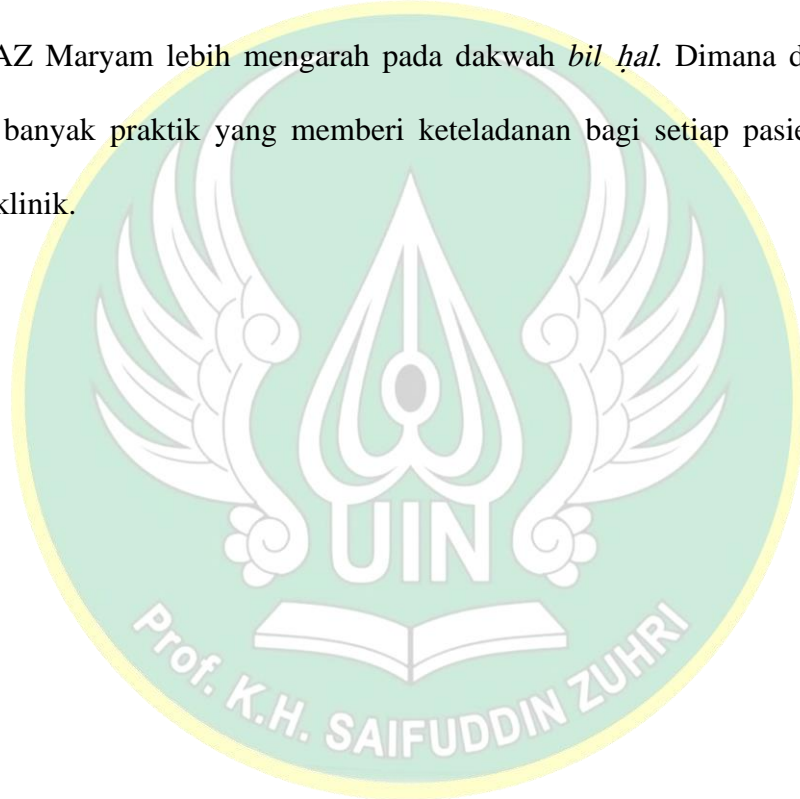 AZ Maryam lebih mengarah pada dakwah bil ḥal. Dimana
banyak praktik yang memberi keteladanan bagi setiap
klinik.
UIN
Prof. K.H. SAIFUDDIN ZUHRI